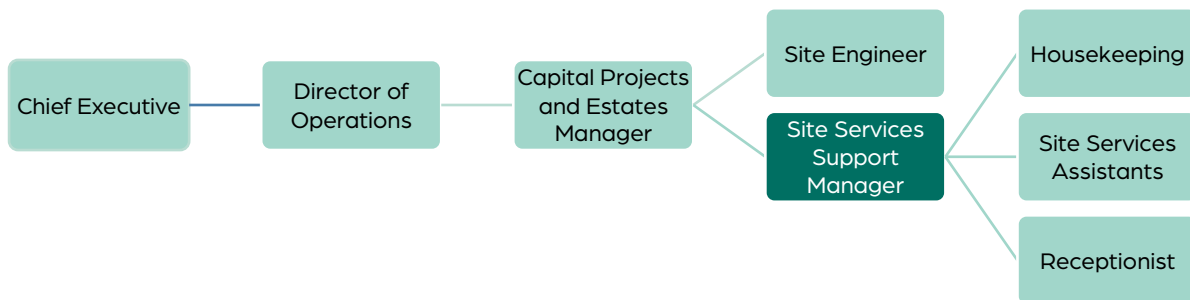 Chief Executive
Director of
Operations
Capital Projects
and Estates
Manager
Site Engineer
Site Services
Support
Manager
Housekeeping
Site Services
Assistants
Receptionist